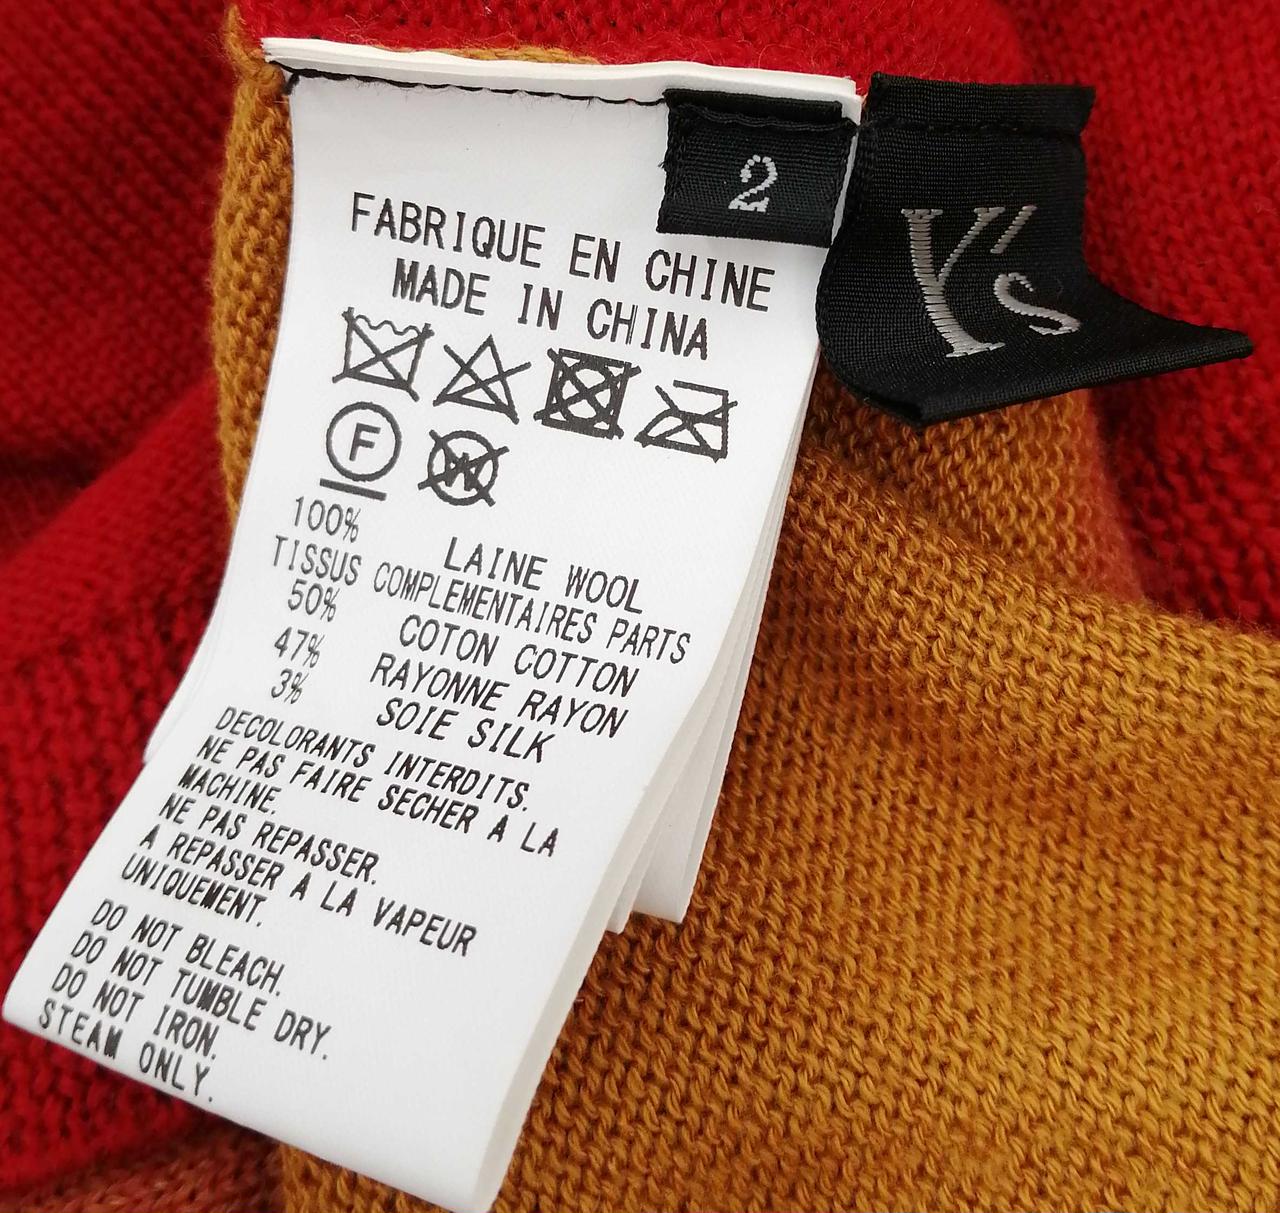 2
Y's
FABRIQUE EN CHINE
MADE IN CHINA
F
W
100% LAINE WOOL
TISSUS COMPLEMENTAIRES PARTS
50% COTON COTTON
47% RAYONNE RAYON
3% SOIE SILK
DECOLORANTS INTERDITS.
NE PAS FAIRE SECHER A LA
MACHINE.
NE PAS REPASSER.
A REPASSER A LA VAPEUR
UNIQUEMENT.
DO NOT BLEACH.
DO NOT TUMBLE DRY.
DO NOT IRON.
STEAM ONLY.